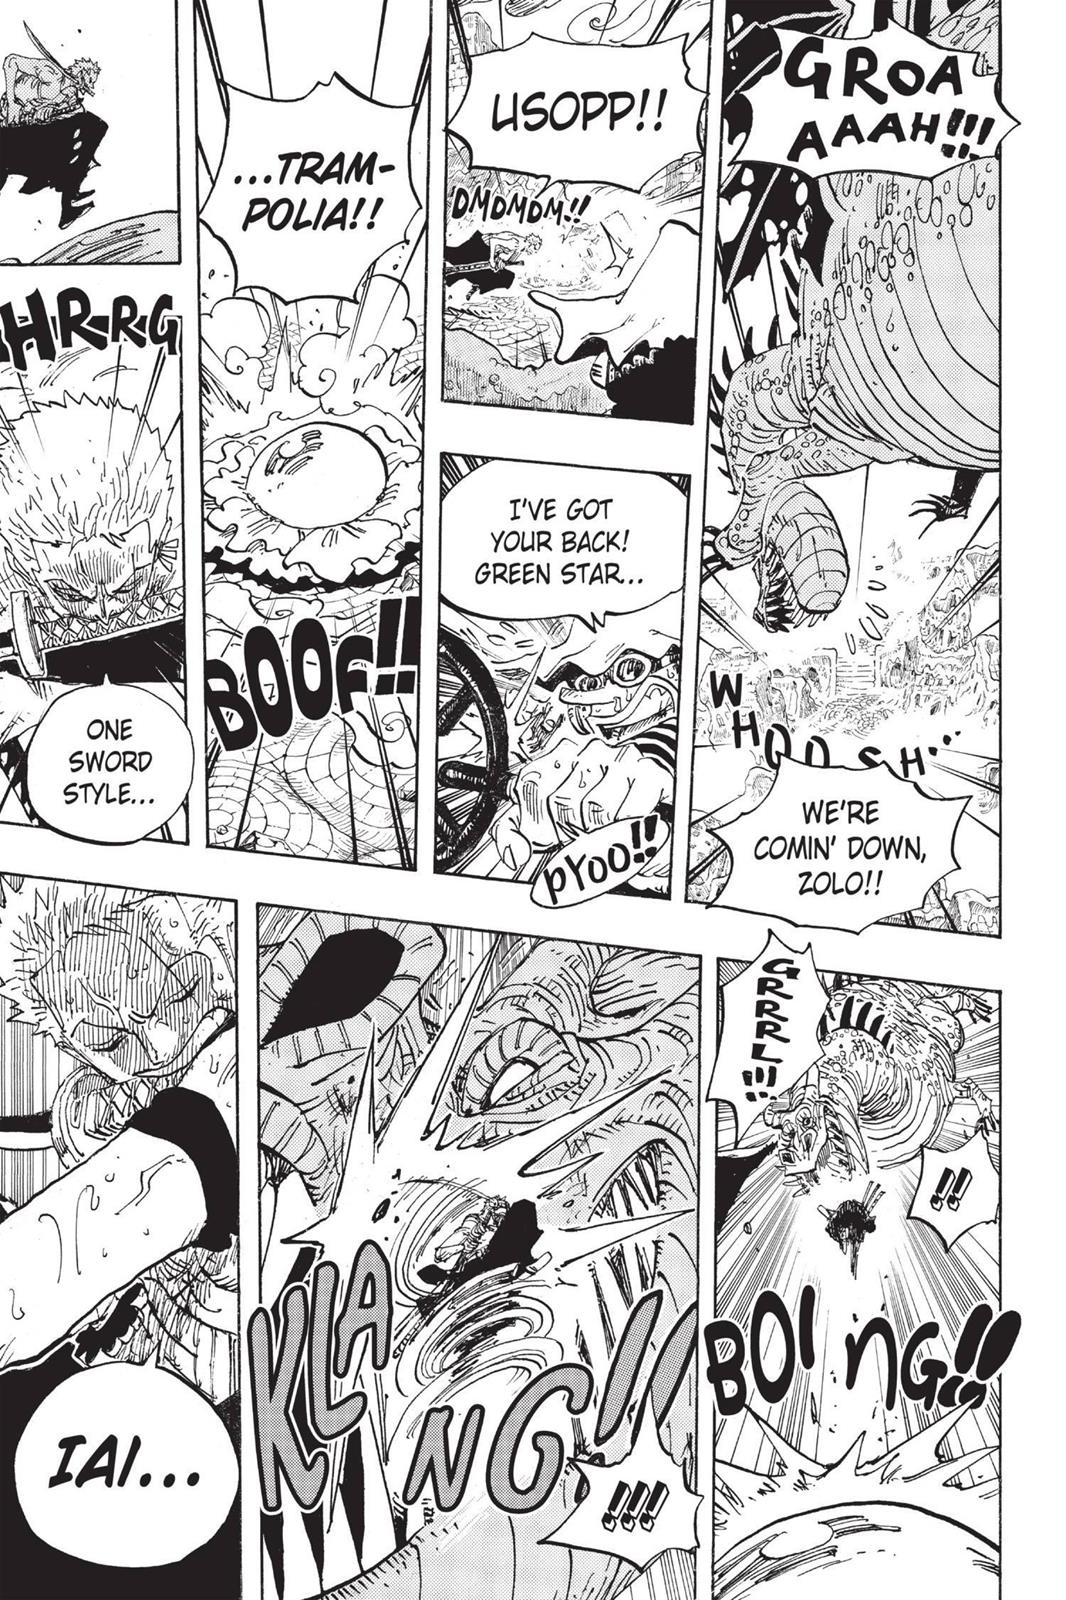 GROA
AAAH!!!
WHOOOSH...
WE'RE
COMIN' DOWN,
ZOLO!!
USOPP!!
DMDMDM!!
I'VE GOT
YOUR BACK!
GREEN STAR...
PYOO!!
...TRAM-
POLIA!!
BOOF!!
HRRG
ONE
SWORD
STYLE...
GRRRL!!!
!!
BOING!!
KLANG!!
!!!
IAI...